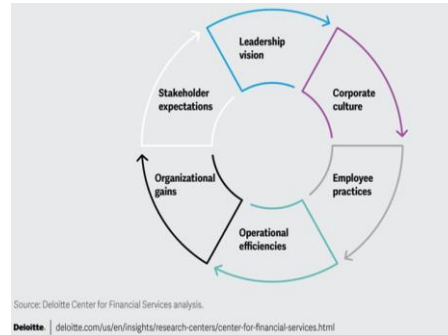 Leadership
vision
Corporate
culture
Employee
practices
Operational
efficiencies
Organizational
gains
Stakeholder
expectations
Source: Deloitte Center for Financial Services analysis.
Deloitte. | deloitte.com/us/en/insights/research-centers/center-for-financial-services.html